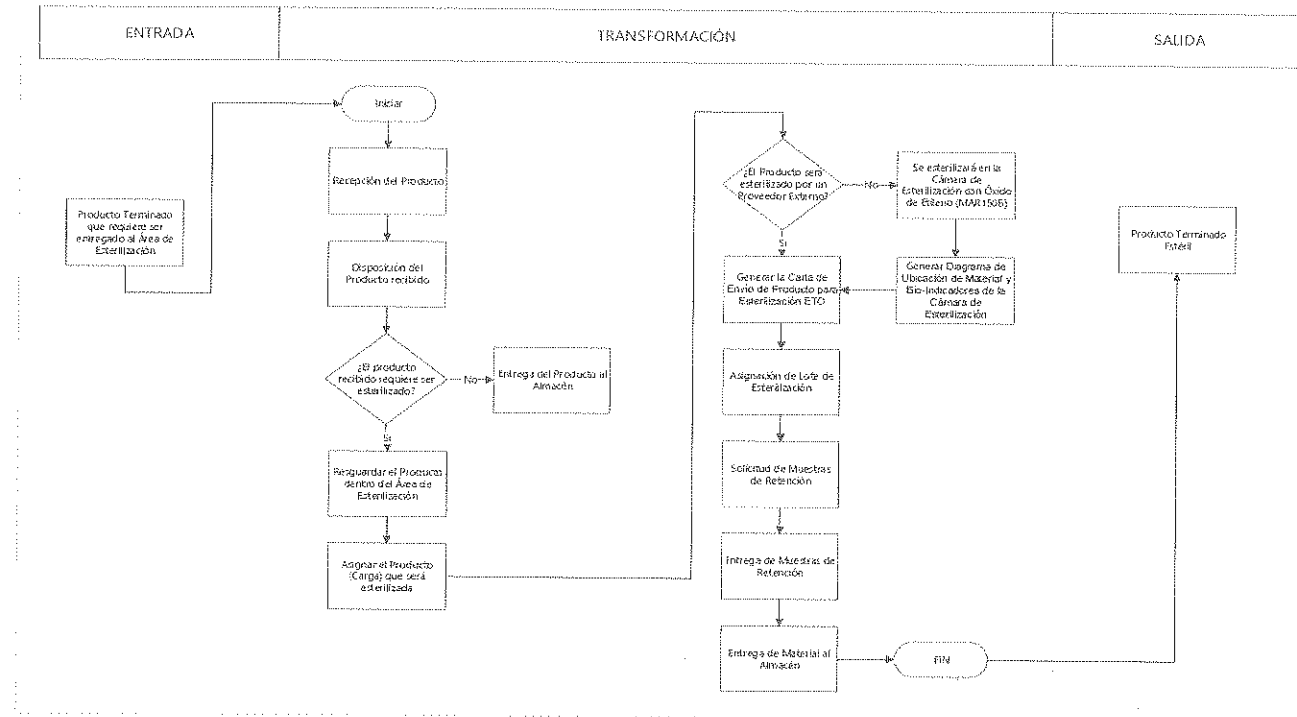 ENTRADA
TRANSFORMACIÓN
SALIDA
Producto Terminado
que requiere ser
entregado al Área de
Esterilización
Iniciar
Recepción del Producto
Disposición del
Producto recibido
¿El producto
recibido requiere ser
esterilizado?
No
Entrega del Producto al
Almacén
Si
Resguardar el Producto
dentro del Área de
Esterilización
Asignar el Producto
(Carga) que será
esterilizada
¿El Producto será
esterilizado por un
Proveedor Externo?
No
Se esterilizará en la
Cámara de
Esterilización con Óxido
de Etileno
Si
Generar la Carta de
Envío de Producto para
Esterilización ETO
Generar Diagrama de
Ubicación de Material y
Bio-Indicadores de la
Cámara de
Esterilización
Asignación de Lote de
Esterilización
Solicitud de Muestras
de Retención
Entrega de Muestras de
Retención
Entrega de Material al
Almacén
FIN
Producto Terminado
Estéril